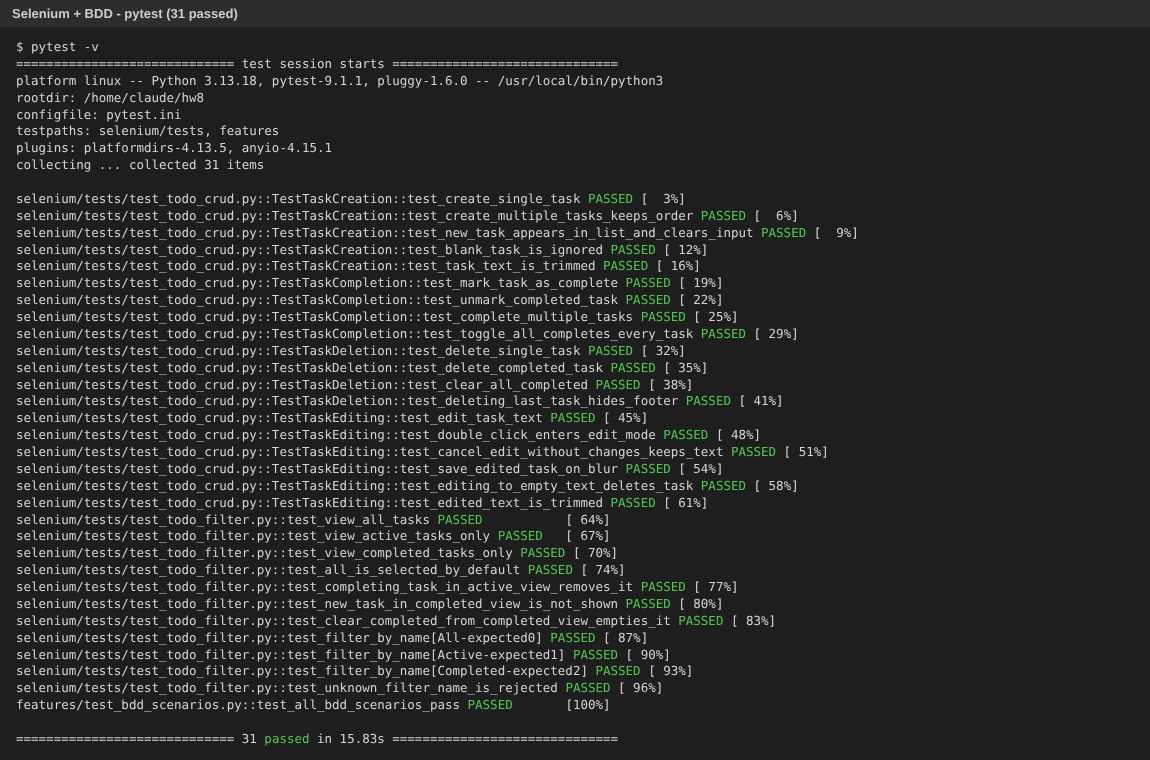 Selenium + BDD - pytest (31 passed)
$ pytest -v
============================= test session starts ==============================
platform linux -- Python 3.13.18, pytest-9.1.1, pluggy-1.6.0 -- /usr/local/bin/python3
rootdir: /home/claude/hw8
configfile: pytest.ini
testpaths: selenium/tests, features
plugins: platformdirs-4.13.5, anyio-4.15.1
collecting ... collected 31 items
selenium/tests/test_todo_crud.py::TestTaskCreation::test_create_single_task PASSED [  3%]
selenium/tests/test_todo_crud.py::TestTaskCreation::test_create_multiple_tasks_keeps_order PASSED [  6%]
selenium/tests/test_todo_crud.py::TestTaskCreation::test_new_task_appears_in_list_and_clears_input PASSED [  9%]
selenium/tests/test_todo_crud.py::TestTaskCreation::test_blank_task_is_ignored PASSED [ 12%]
selenium/tests/test_todo_crud.py::TestTaskCreation::test_task_text_is_trimmed PASSED [ 16%]
selenium/tests/test_todo_crud.py::TestTaskCompletion::test_mark_task_as_complete PASSED [ 19%]
selenium/tests/test_todo_crud.py::TestTaskCompletion::test_unmark_completed_task PASSED [ 22%]
selenium/tests/test_todo_crud.py::TestTaskCompletion::test_complete_multiple_tasks PASSED [ 25%]
selenium/tests/test_todo_crud.py::TestTaskCompletion::test_toggle_all_completes_every_task PASSED [ 29%]
selenium/tests/test_todo_crud.py::TestTaskDeletion::test_delete_single_task PASSED [ 32%]
selenium/tests/test_todo_crud.py::TestTaskDeletion::test_delete_completed_task PASSED [ 35%]
selenium/tests/test_todo_crud.py::TestTaskDeletion::test_clear_all_completed PASSED [ 38%]
selenium/tests/test_todo_crud.py::TestTaskDeletion::test_deleting_last_task_hides_footer PASSED [ 41%]
selenium/tests/test_todo_crud.py::TestTaskEditing::test_edit_task_text PASSED [ 45%]
selenium/tests/test_todo_crud.py::TestTaskEditing::test_double_click_enters_edit_mode PASSED [ 48%]
selenium/tests/test_todo_crud.py::TestTaskEditing::test_cancel_edit_without_changes_keeps_text PASSED [ 51%]
selenium/tests/test_todo_crud.py::TestTaskEditing::test_save_edited_task_on_blur PASSED [ 54%]
selenium/tests/test_todo_crud.py::TestTaskEditing::test_editing_to_empty_text_deletes_task PASSED [ 58%]
selenium/tests/test_todo_crud.py::TestTaskEditing::test_edited_text_is_trimmed PASSED [ 61%]
selenium/tests/test_todo_filter.py::test_view_all_tasks PASSED           [ 64%]
selenium/tests/test_todo_filter.py::test_view_active_tasks_only PASSED   [ 67%]
selenium/tests/test_todo_filter.py::test_view_completed_tasks_only PASSED [ 70%]
selenium/tests/test_todo_filter.py::test_all_is_selected_by_default PASSED [ 74%]
selenium/tests/test_todo_filter.py::test_completing_task_in_active_view_removes_it PASSED [ 77%]
selenium/tests/test_todo_filter.py::test_new_task_in_completed_view_is_not_shown PASSED [ 80%]
selenium/tests/test_todo_filter.py::test_clear_completed_from_completed_view_empties_it PASSED [ 83%]
selenium/tests/test_todo_filter.py::test_filter_by_name[All-expected0] PASSED [ 87%]
selenium/tests/test_todo_filter.py::test_filter_by_name[Active-expected1] PASSED [ 90%]
selenium/tests/test_todo_filter.py::test_filter_by_name[Completed-expected2] PASSED [ 93%]
selenium/tests/test_todo_filter.py::test_unknown_filter_name_is_rejected PASSED [ 96%]
features/test_bdd_scenarios.py::test_all_bdd_scenarios_pass PASSED       [100%]
============================= 31 passed in 15.83s ==============================